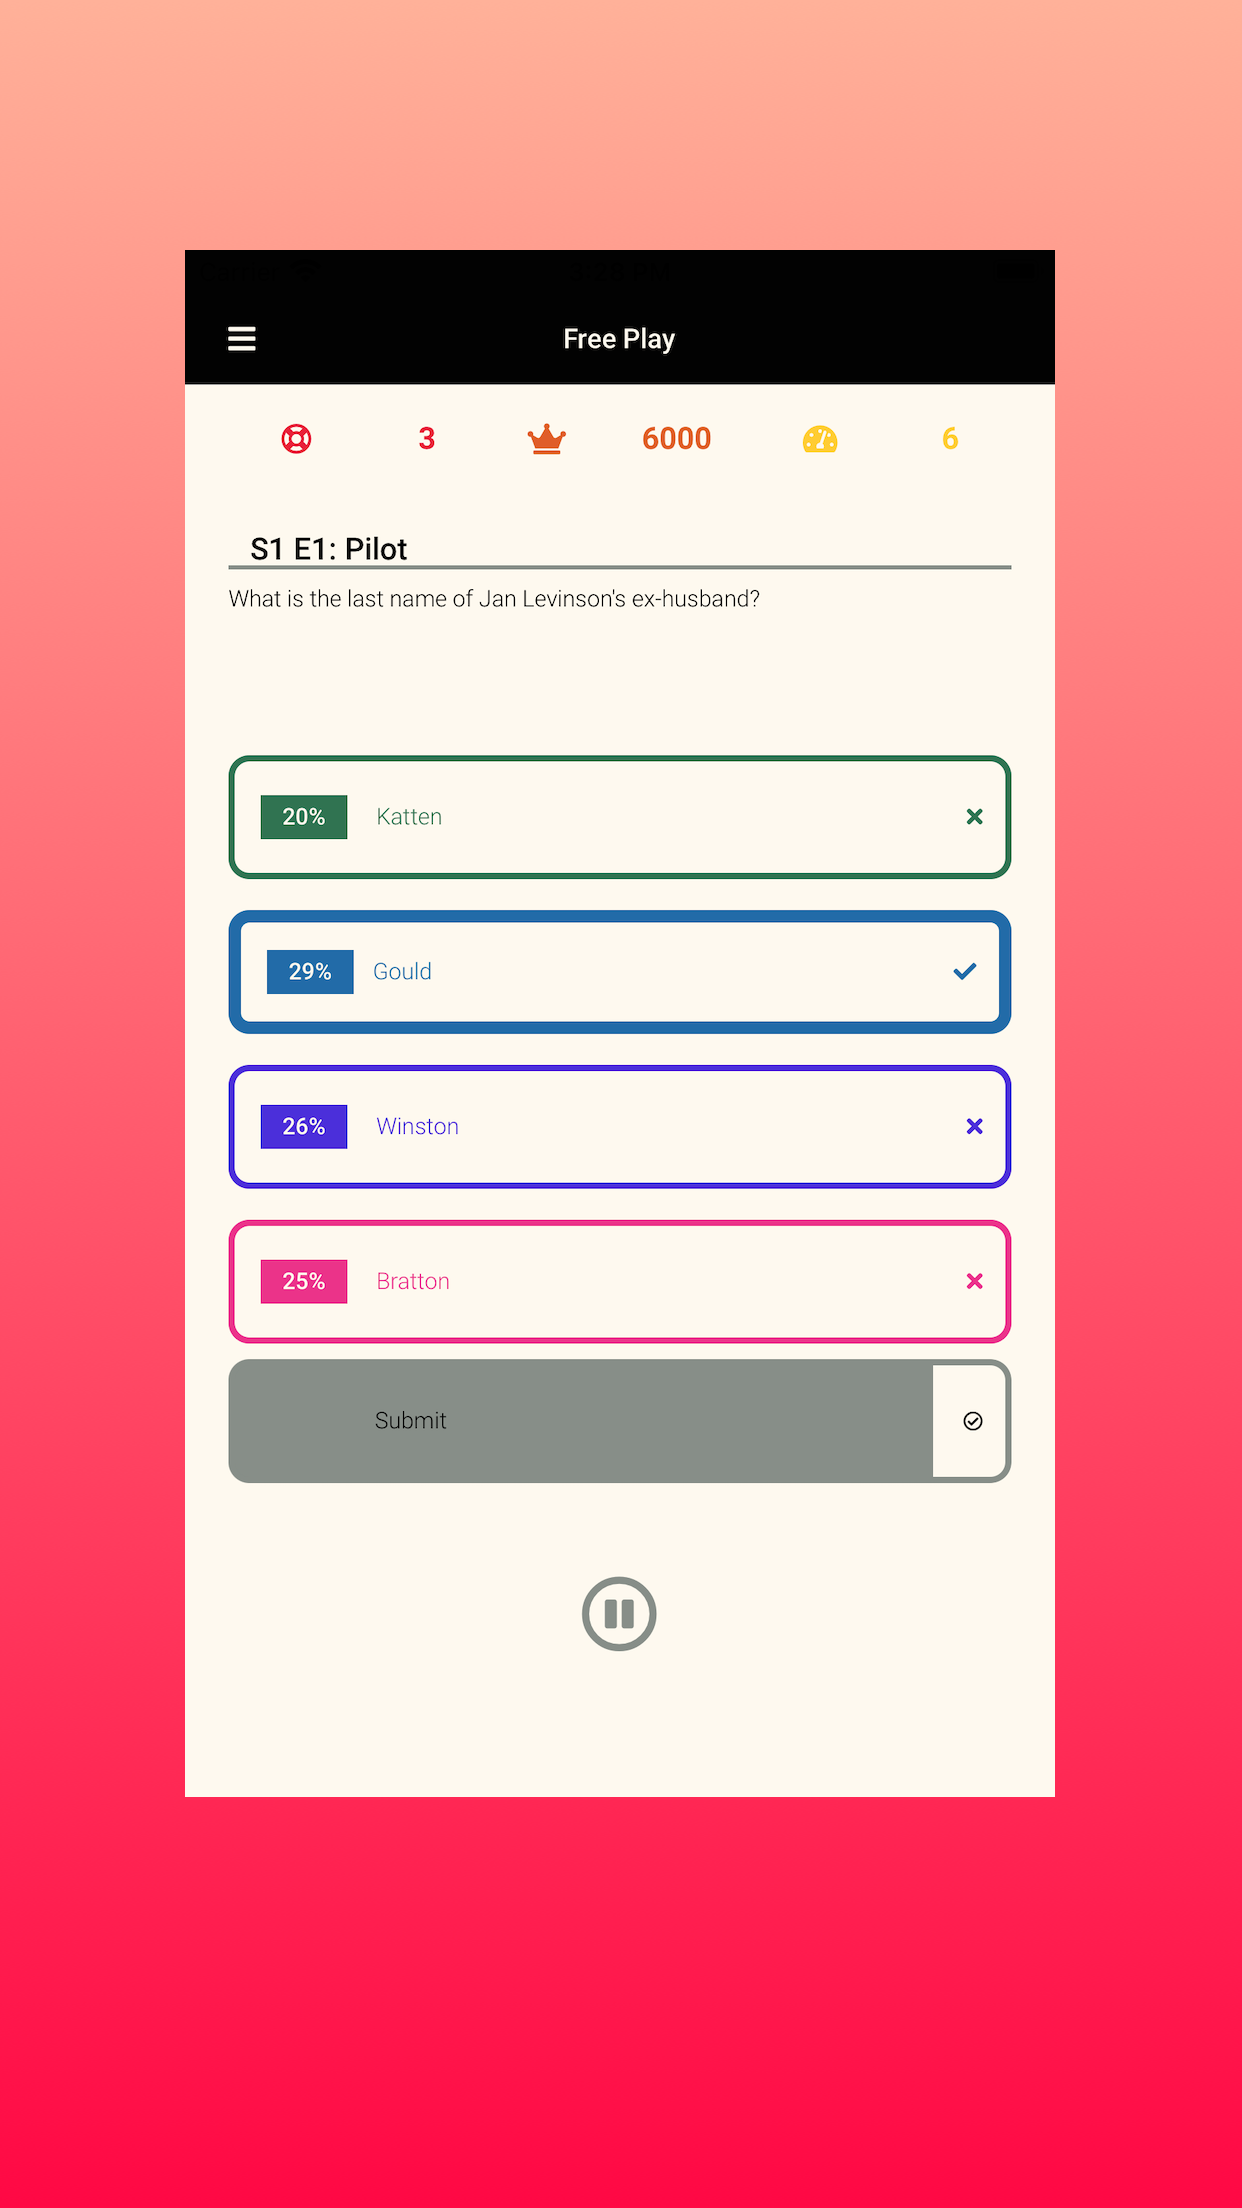 Free Play
3 6000 6
S1 E1: Pilot
What is the last name of Jan Levinson's ex-husband?
20% Katten
29% Gould
26% Winston
25% Bratton
Submit